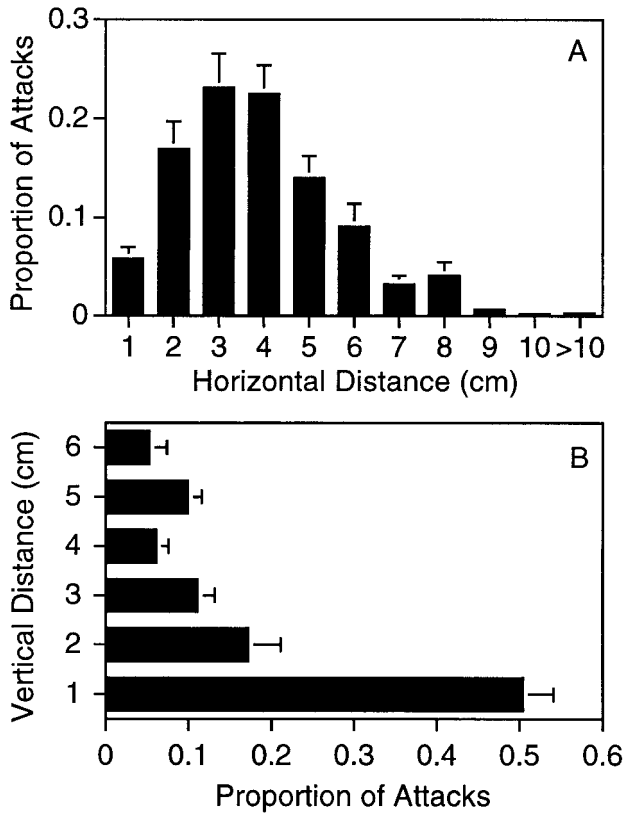 0.3
A
0.2
0.1
0
Proportion of Attacks
1 2 3 4 5 6 7 8 9 10 >10
Horizontal Distance (cm)
B
6
5
4
3
2
1
Vertical Distance (cm)
0 0.1 0.2 0.3 0.4 0.5 0.6
Proportion of Attacks